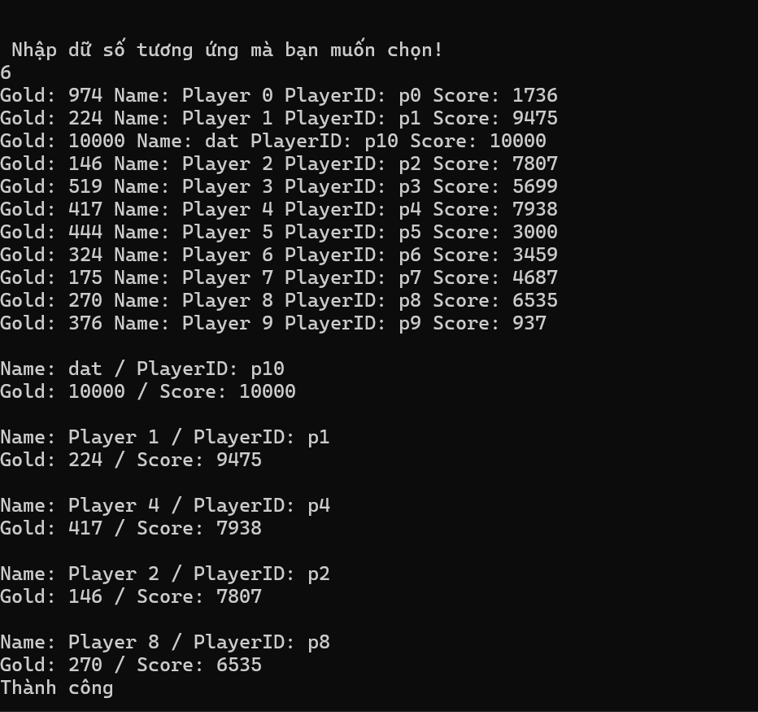 Nhập dữ số tương ứng mà bạn muốn chọn!
6
Gold: 974 Name: Player 0 PlayerID: p0 Score: 1736
Gold: 224 Name: Player 1 PlayerID: p1 Score: 9475
Gold: 10000 Name: dat PlayerID: p10 Score: 10000
Gold: 146 Name: Player 2 PlayerID: p2 Score: 7807
Gold: 519 Name: Player 3 PlayerID: p3 Score: 5699
Gold: 417 Name: Player 4 PlayerID: p4 Score: 7938
Gold: 444 Name: Player 5 PlayerID: p5 Score: 3000
Gold: 324 Name: Player 6 PlayerID: p6 Score: 3459
Gold: 175 Name: Player 7 PlayerID: p7 Score: 4687
Gold: 270 Name: Player 8 PlayerID: p8 Score: 6535
Gold: 376 Name: Player 9 PlayerID: p9 Score: 937
Name: dat / PlayerID: p10
Gold: 10000 / Score: 10000
Name: Player 1 / PlayerID: p1
Gold: 224 / Score: 9475
Name: Player 4 / PlayerID: p4
Gold: 417 / Score: 7938
Name: Player 2 / PlayerID: p2
Gold: 146 / Score: 7807
Name: Player 8 / PlayerID: p8
Gold: 270 / Score: 6535
Thành công